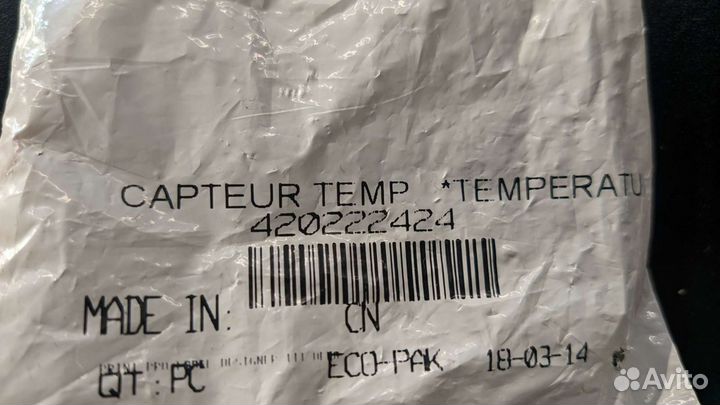 CAPTEUR TEMP *TEMPERATU
420222424
MADE IN: CN
QT: PC ECO-PAK 18-03-14
Avito